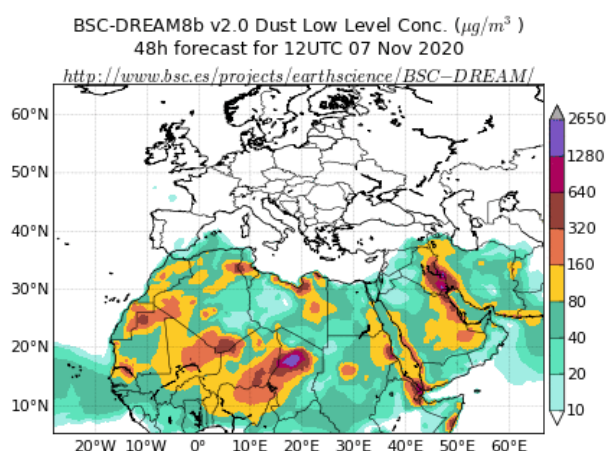 BSC-DREAM8b v2.0 Dust Low Level Conc. (μg/m³ )
48h forecast for 12UTC 07 Nov 2020
http://www.bsc.es/projects/earthscience/BSC−DREAM/
60°N
50°N
40°N
30°N
20°N
10°N
20°W 10°W 0° 10°E 20°E 30°E 40°E 50°E 60°E
2650
1280
640
320
160
80
40
20
10